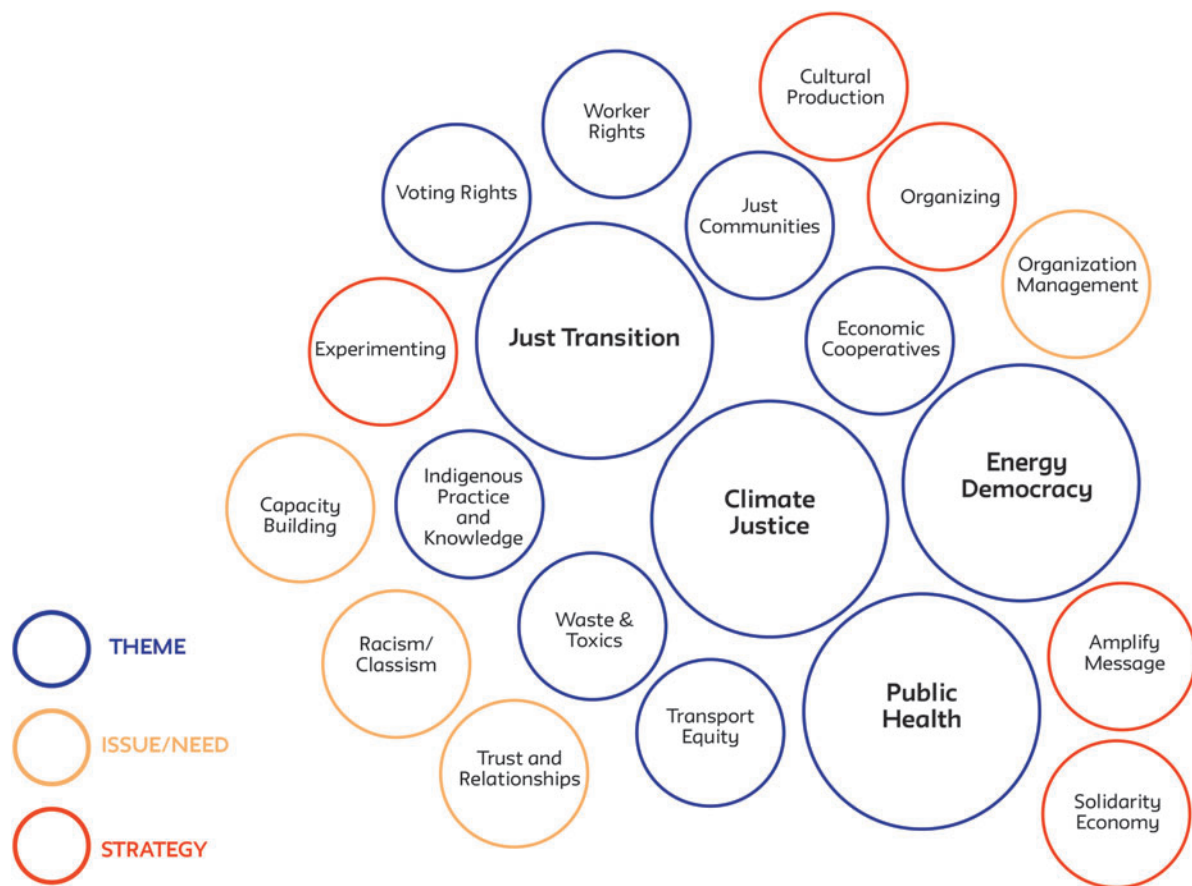 Cultural
Production
Worker
Rights
Voting Rights
Just
Communities
Organizing
Organization
Management
Experimenting
Just Transition
Economic
Cooperatives
Capacity
Building
Indigenous
Practice
and
Knowledge
Climate
Justice
Energy
Democracy
Racism/
Classism
Waste &
Toxics
Transport
Equity
Public
Health
Amplify
Message
Trust and
Relationships
Solidarity
Economy
THEME
ISSUE/NEED
STRATEGY